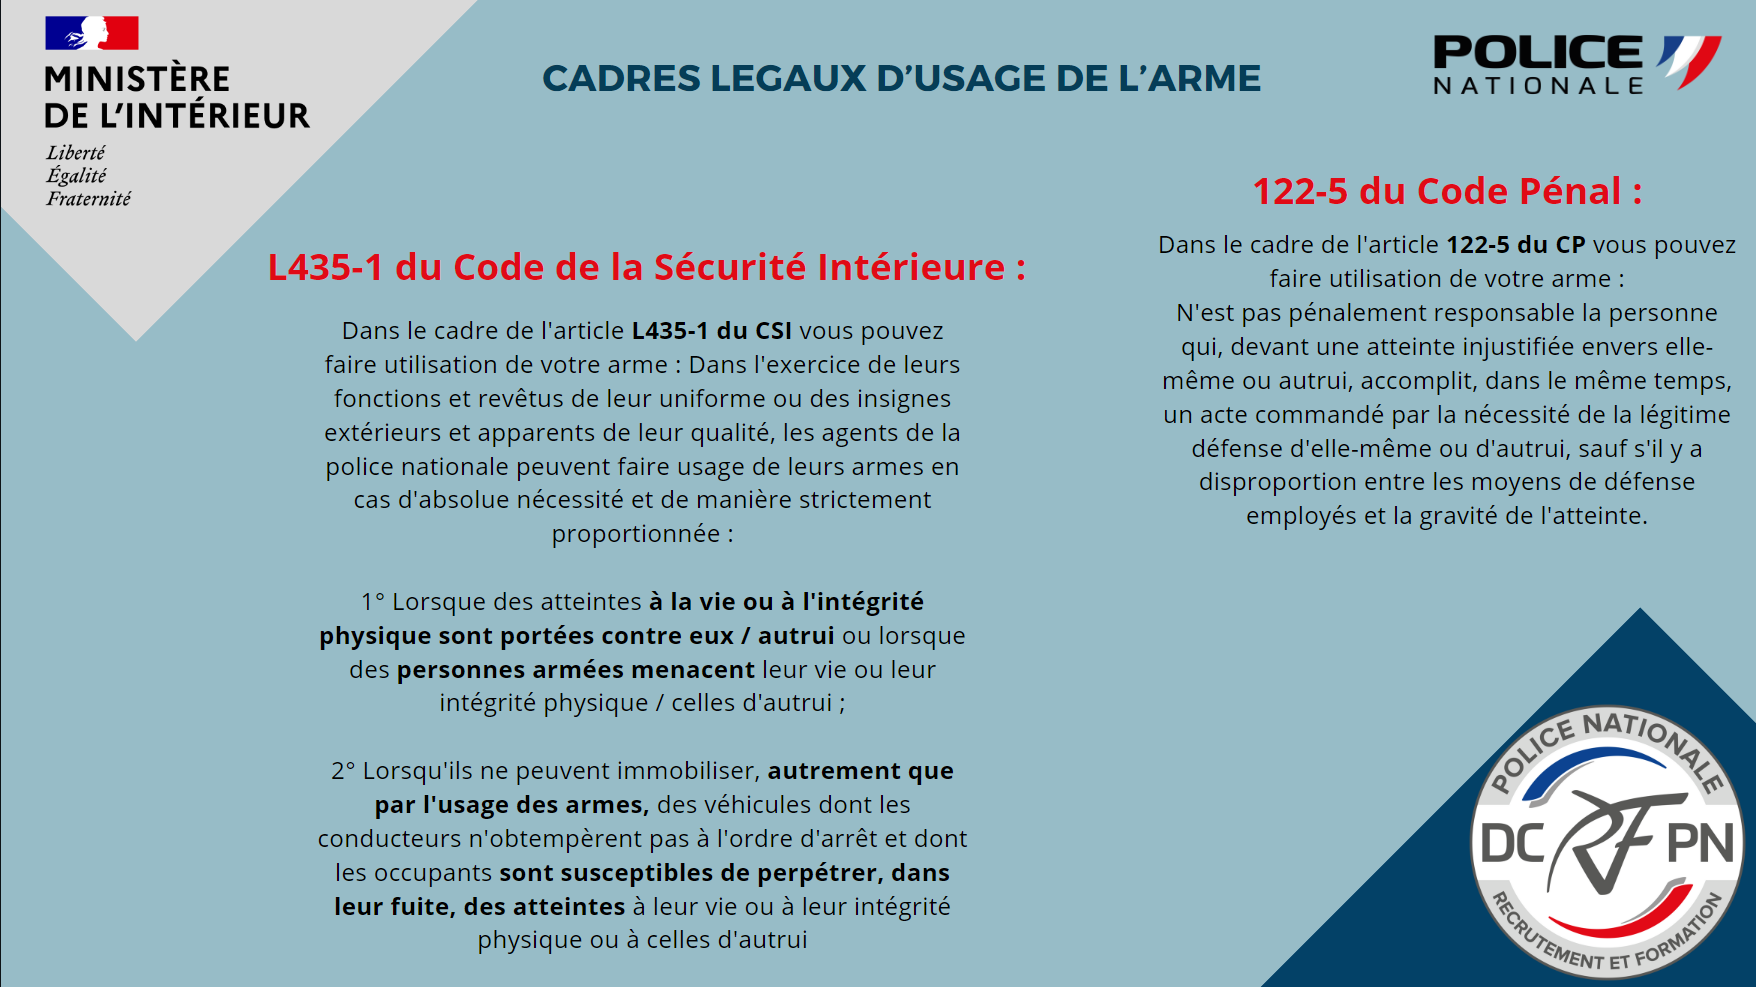 MINISTÈRE
DE L'INTÉRIEUR
Liberté
Égalité
Fraternité
CADRES LEGAUX D’USAGE DE L’ARME
POLICE
NATIONALE
L435-1 du Code de la Sécurité Intérieure :
Dans le cadre de l'article L435-1 du CSI vous pouvez
faire utilisation de votre arme : Dans l'exercice de leurs
fonctions et revêtus de leur uniforme ou des insignes
extérieurs et apparents de leur qualité, les agents de la
police nationale peuvent faire usage de leurs armes en
cas d'absolue nécessité et de manière strictement
proportionnée :
1° Lorsque des atteintes à la vie ou à l'intégrité
physique sont portées contre eux / autrui ou lorsque
des personnes armées menacent leur vie ou leur
intégrité physique / celles d'autrui ;
2° Lorsqu'ils ne peuvent immobiliser, autrement que
par l'usage des armes, des véhicules dont les
conducteurs n'obtempèrent pas à l'ordre d'arrêt et dont
les occupants sont susceptibles de perpétrer, dans
leur fuite, des atteintes à leur vie ou à leur intégrité
physique ou à celles d'autrui
122-5 du Code Pénal :
Dans le cadre de l'article 122-5 du CP vous pouvez
faire utilisation de votre arme :
N'est pas pénalement responsable la personne
qui, devant une atteinte injustifiée envers elle-
même ou autrui, accomplit, dans le même temps,
un acte commandé par la nécessité de la légitime
défense d'elle-même ou d'autrui, sauf s'il y a
disproportion entre les moyens de défense
employés et la gravité de l'atteinte.
POLICE NATIONALE
DC RF PN
RECRUTEMENT ET FORMATION